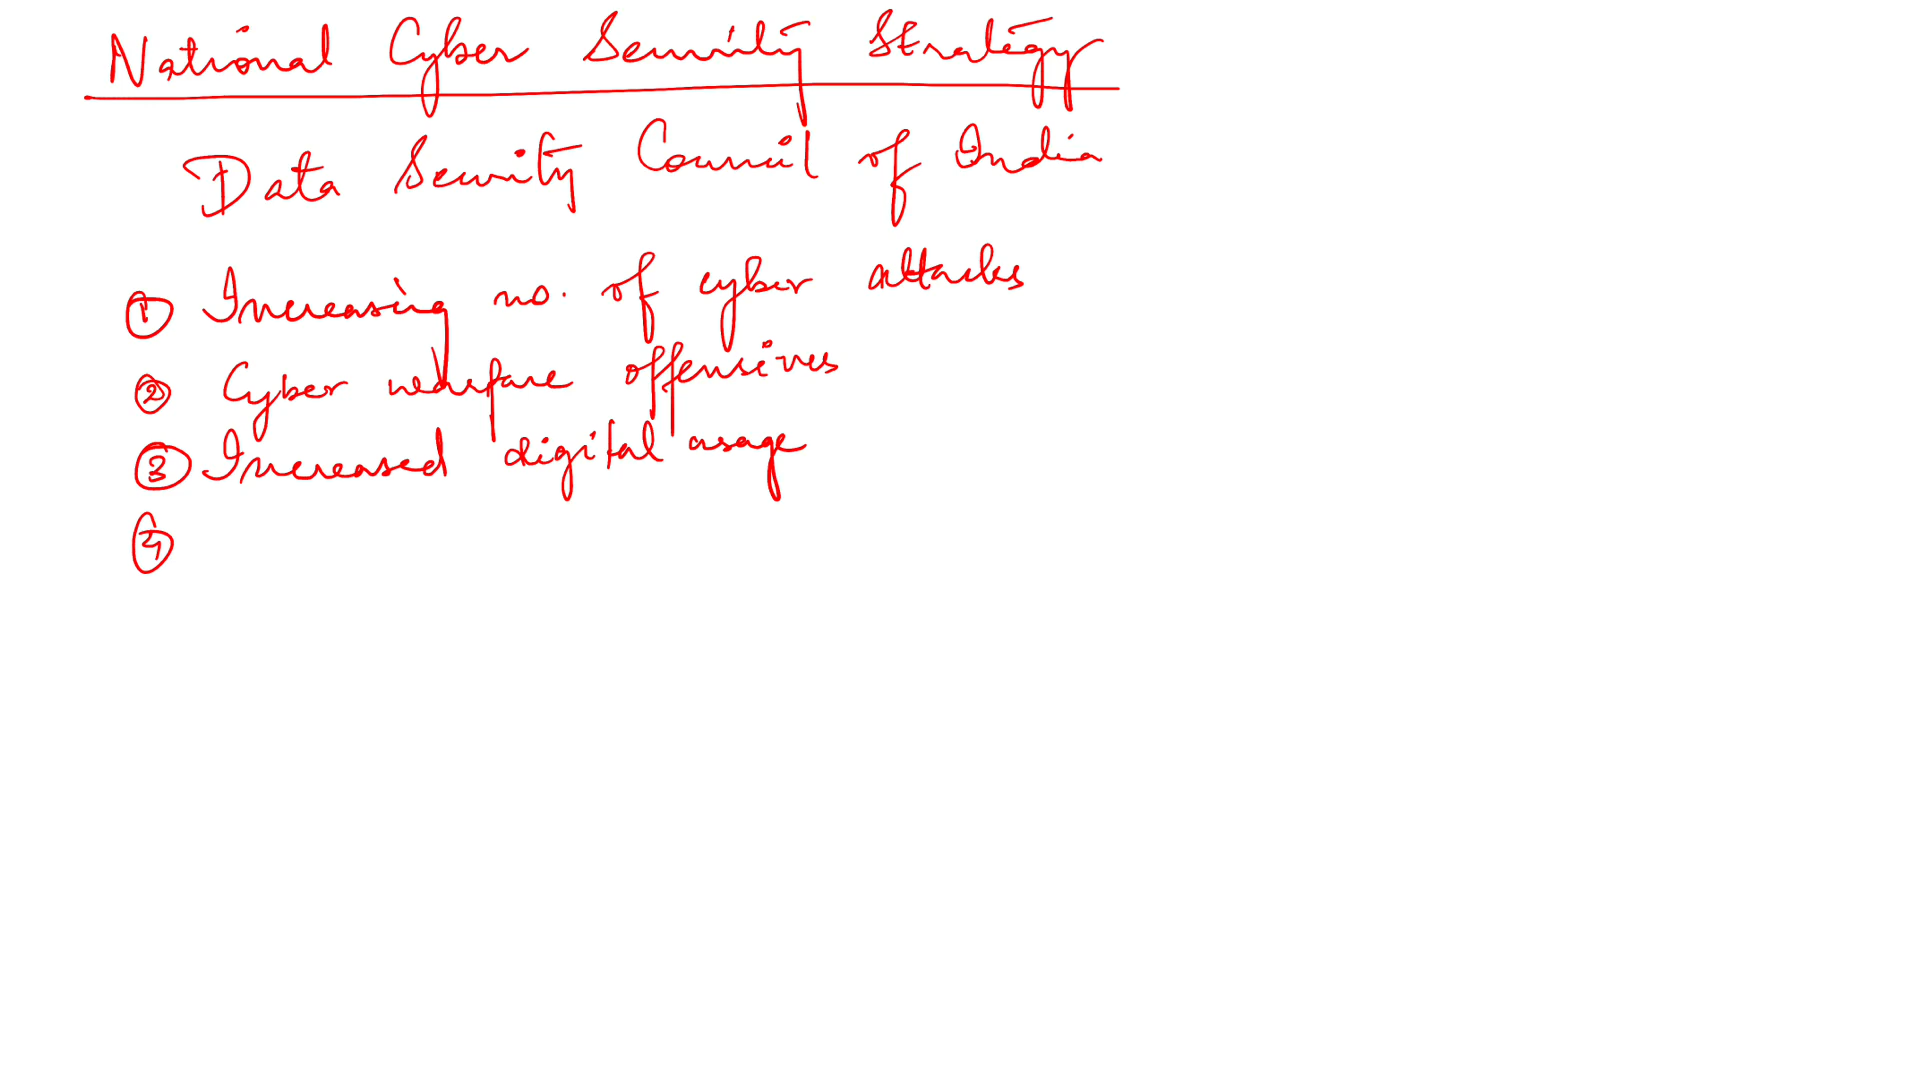 National Cyber Security Strategy
Data Security Council of India
① Increasing no. of cyber attacks
② Cyber warfare offensives
③ Increased digital usage
④